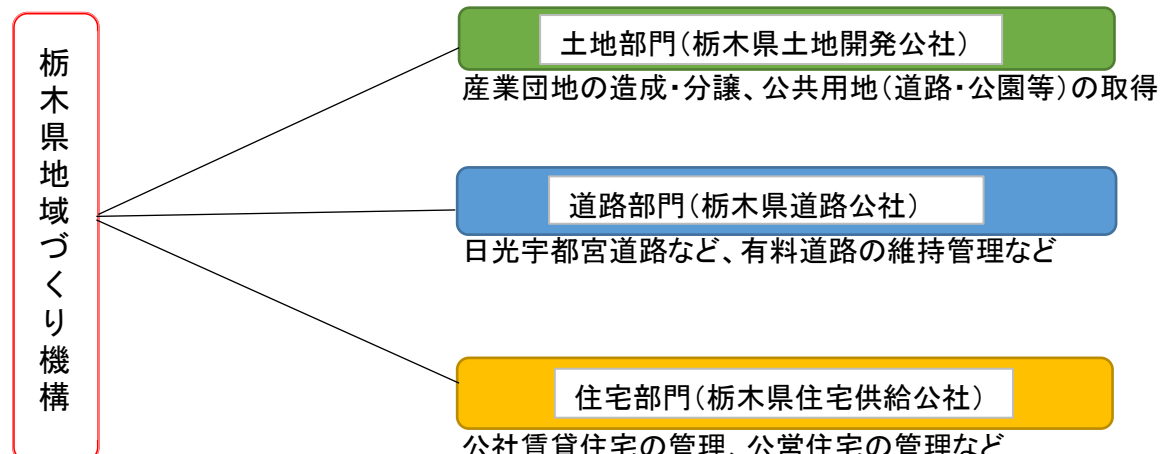 栃木県地域づくり機構
土地部門(栃木県土地開発公社)
産業団地の造成・分譲、公共用地(道路・公園等)の取得
道路部門(栃木県道路公社)
日光宇都宮道路など、有料道路の維持管理など
住宅部門(栃木県住宅供給公社)
公社賃貸住宅の管理、公営住宅の管理など